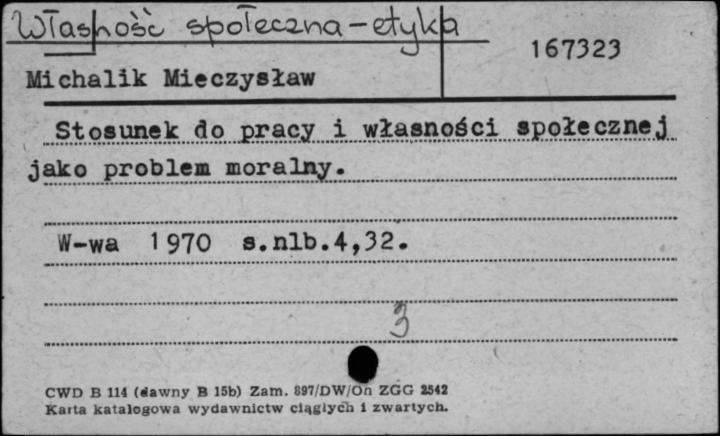 Własność społeczna - etyka
167323
Michalik Mieczysław
Stosunek do pracy i własności społecznej
jako problem moralny.
W-wa 1970 s.nlb.4,32.
3
CWD B 114 (dawny B 15b) Zam. 897/DW/On ZGG 2542
Karta katalogowa wydawnictw ciągłych i zwartych.